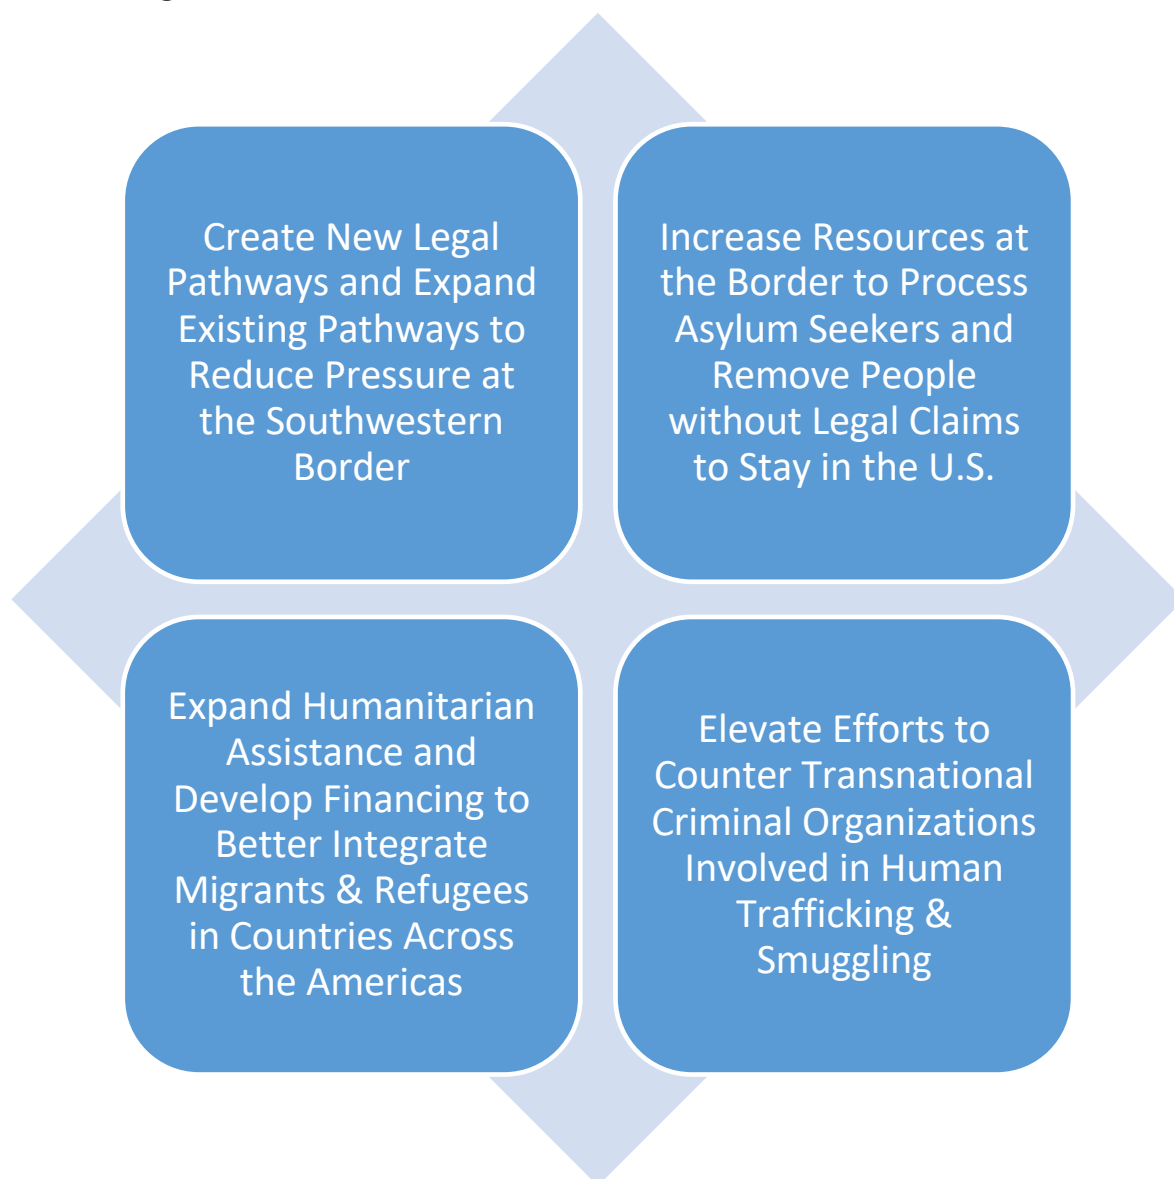 Create New Legal
Pathways and Expand
Existing Pathways to
Reduce Pressure at
the Southwestern
Border
Increase Resources at
the Border to Process
Asylum Seekers and
Remove People
without Legal Claims
to Stay in the U.S.
Expand Humanitarian
Assistance and
Develop Financing to
Better Integrate
Migrants & Refugees
in Countries Across
the Americas
Elevate Efforts to
Counter Transnational
Criminal Organizations
Involved in Human
Trafficking &
Smuggling